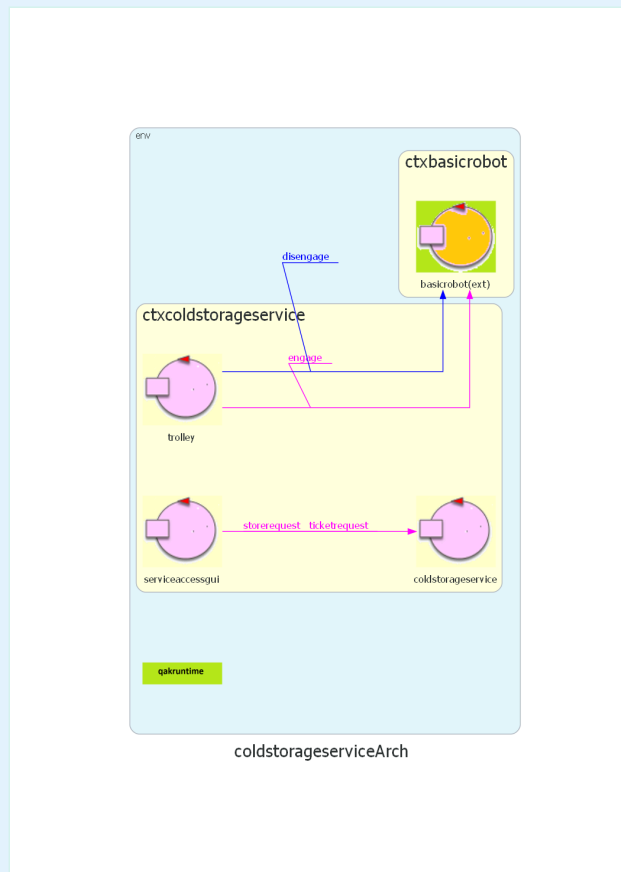 env
ctxbasicrobot
basicrobot(ext)
disengage
ctxcoldstorageservice
engage
trolley
storerequest ticketrequest
serviceaccessgui
coldstorageservice
qakruntime
coldstorageserviceArch